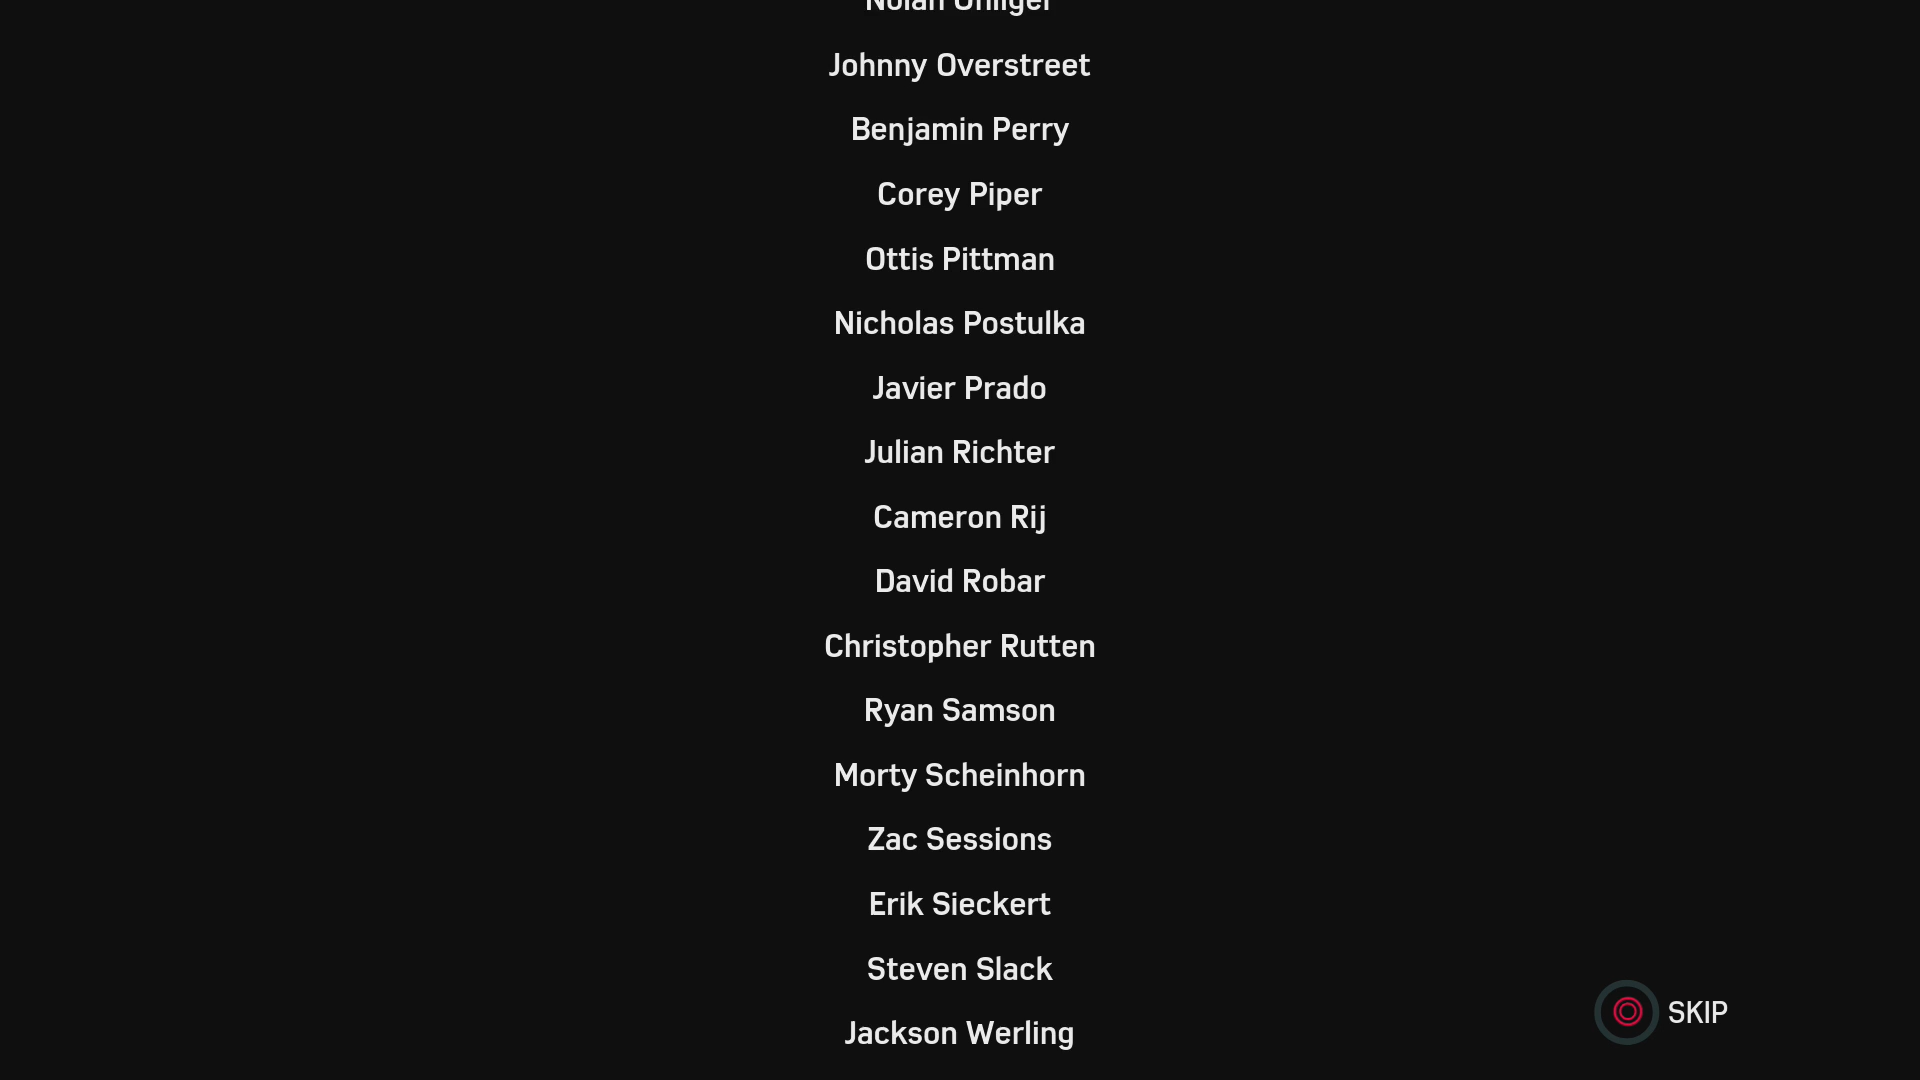 Nolan
Johnny Overstreet
Benjamin Perry
Corey Piper
Ottis Pittman
Nicholas Postulka
Javier Prado
Julian Richter
Cameron Rij
David Robar
Christopher Rutten
Ryan Samson
Morty Scheinhorn
Zac Sessions
Erik Sieckert
Steven Slack
SKIP
Jackson Werling